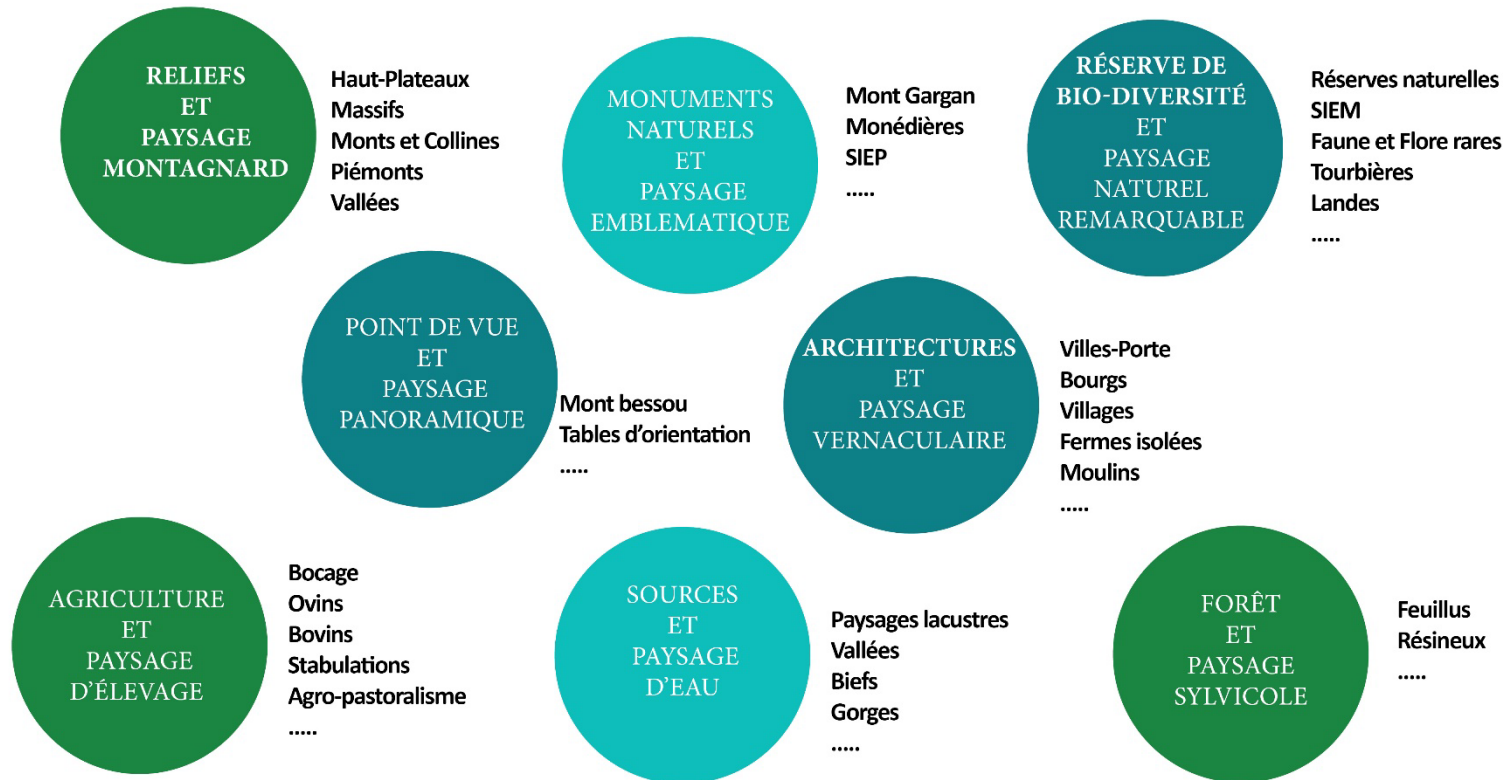 RELIEFS
ET
PAYSAGE
MONTAGNARD
Haut-Plateaux
Massifs
Monts et Collines
Piémonts
Vallées
MONUMENTS
NATURELS
ET
PAYSAGE
EMBLEMATIQUE
Mont Gargan
Monédières
SIEP
.....
RÉSERVE DE
BIO-DIVERSITÉ
ET
PAYSAGE
NATUREL
REMARQUABLE
Réserves naturelles
SIEM
Faune et Flore rares
Tourbières
Landes
.....
POINT DE VUE
ET
PAYSAGE
PANORAMIQUE
Mont bessou
Tables d'orientation
.....
ARCHITECTURES
ET
PAYSAGE
VERNACULAIRE
Villes-Porte
Bourgs
Villages
Fermes isolées
Moulins
.....
AGRICULTURE
ET
PAYSAGE
D'ÉLEVAGE
Bocage
Ovins
Bovins
Stabulations
Agro-pastoralisme
.....
SOURCES
ET
PAYSAGE
D'EAU
Paysages lacustres
Vallées
Biefs
Gorges
.....
FORÊT
ET
PAYSAGE
SYLVICOLE
Feuillus
Résineux
.....